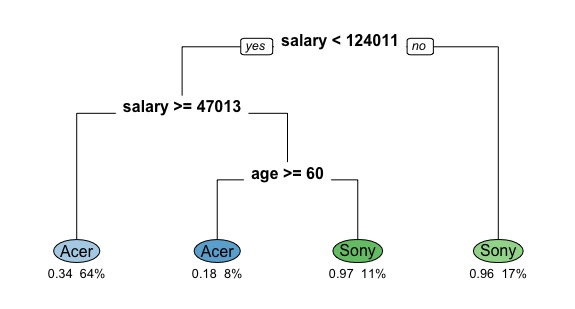 yes salary < 124011 no
salary >= 47013
age >= 60
Acer Acer Sony Sony
0.34 64% 0.18 8% 0.97 11% 0.96 17%